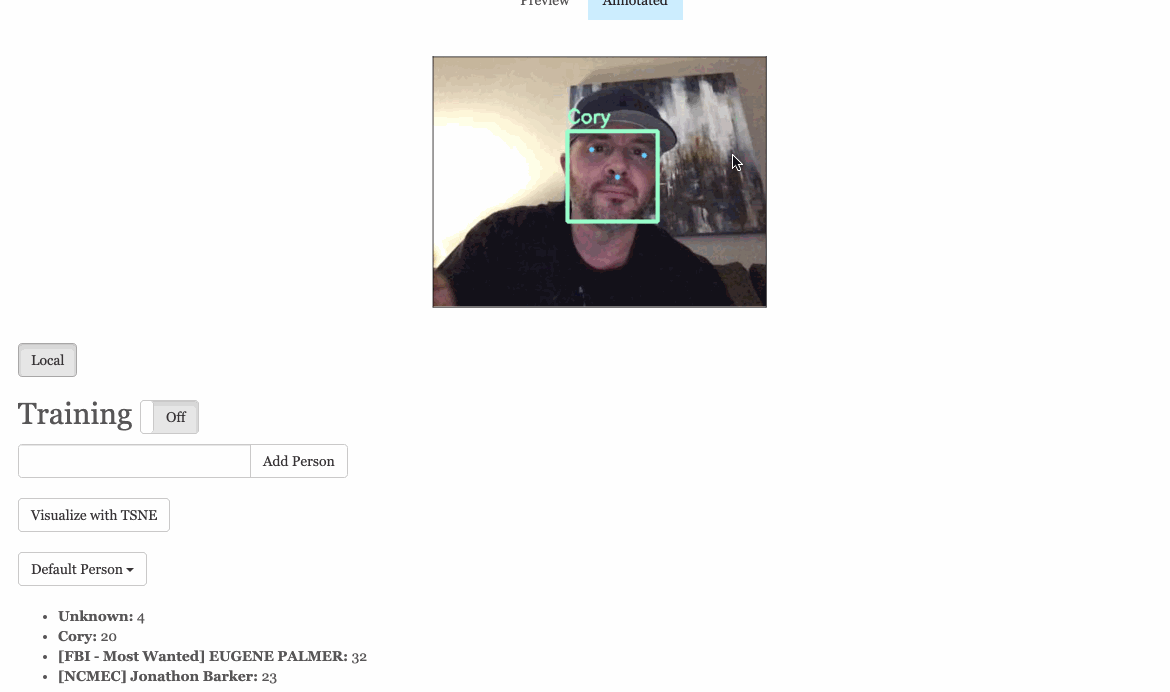 Preview Annotated
Cory
Local
Training Off
Add Person
Visualize with TSNE
Default Person
Unknown: 4
Cory: 20
[FBI - Most Wanted] EUGENE PALMER: 32
[NCMEC] Jonathon Barker: 23